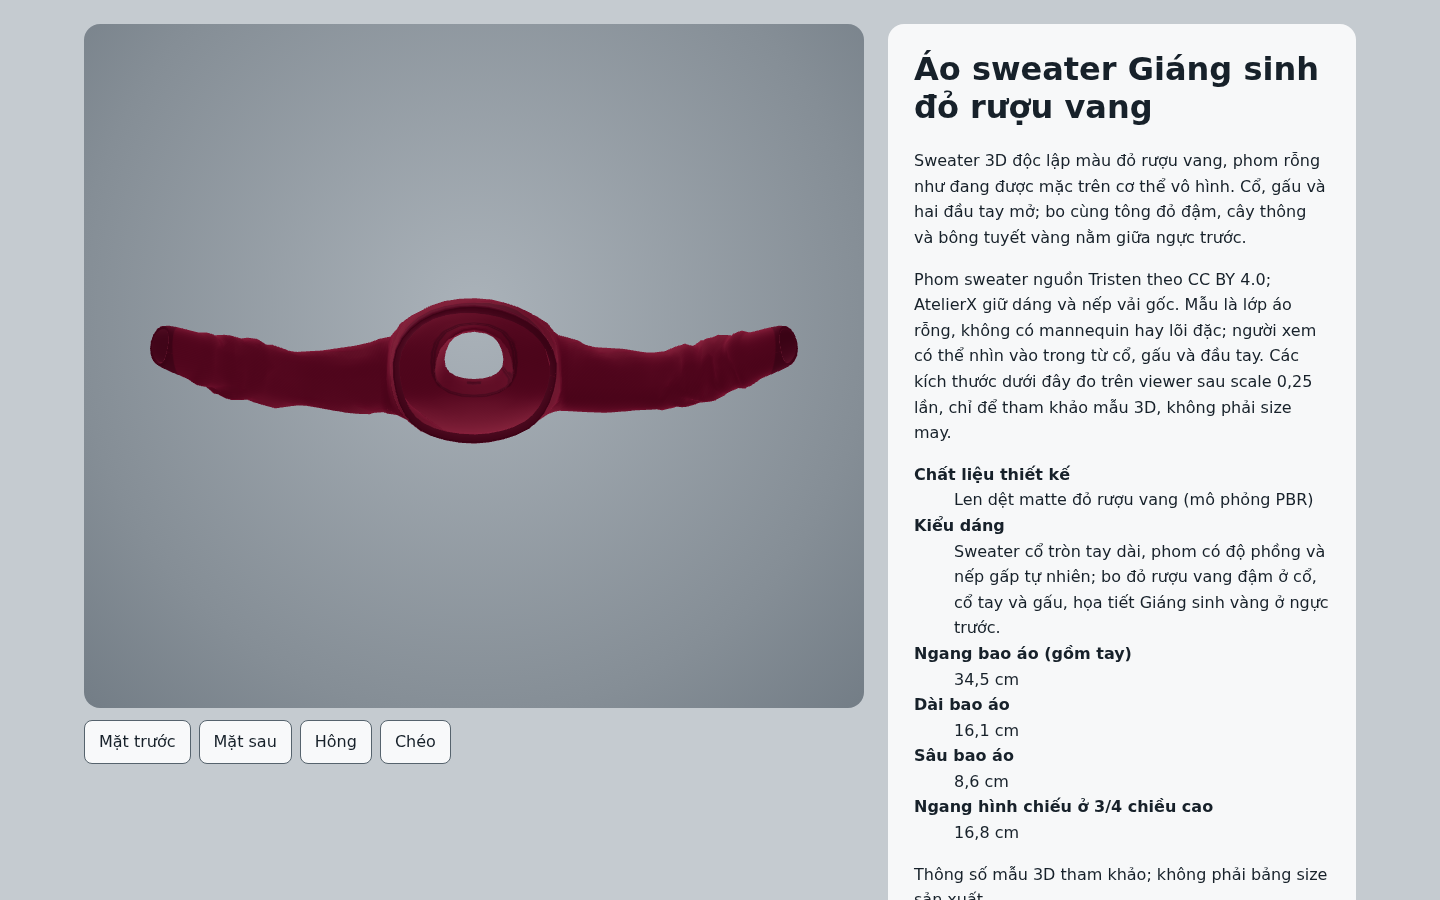 Áo sweater Giáng sinh
đỏ rượu vang
Sweater 3D độc lập màu đỏ rượu vang, phom rỗng
như đang được mặc trên cơ thể vô hình. Cổ, gấu và
hai đầu tay mở; bo cùng tông đỏ đậm, cây thông
và bông tuyết vàng nằm giữa ngực trước.
Phom sweater nguồn Tristen theo CC BY 4.0;
AtelierX giữ dáng và nếp vải gốc. Mẫu là lớp áo
rỗng, không có mannequin hay lõi đặc; người xem
có thể nhìn vào trong từ cổ, gấu và đầu tay. Các
kích thước dưới đây đo trên viewer sau scale 0,25
lần, chỉ để tham khảo mẫu 3D, không phải size
may.
Chất liệu thiết kế
Len dệt matte đỏ rượu vang (mô phỏng PBR)
Kiểu dáng
Sweater cổ tròn tay dài, phom có độ phồng và
nếp gấp tự nhiên; bo đỏ rượu vang đậm ở cổ,
cổ tay và gấu, họa tiết Giáng sinh vàng ở ngực
trước.
Ngang bao áo (gồm tay)
34,5 cm
Dài bao áo
16,1 cm
Sâu bao áo
8,6 cm
Ngang hình chiếu ở 3/4 chiều cao
16,8 cm
Thông số mẫu 3D tham khảo; không phải bảng size
sản xuất
Mặt trước
Mặt sau
Hông
Chéo